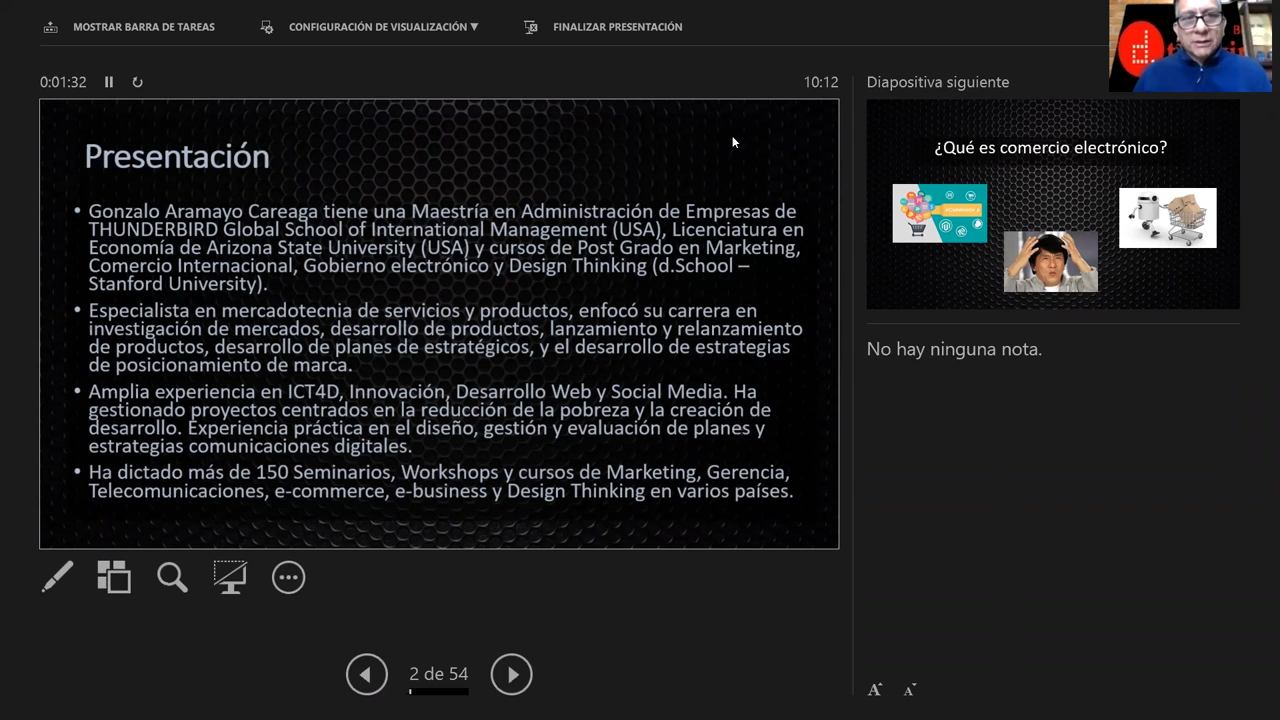 MOSTRAR BARRA DE TAREAS
CONFIGURACIÓN DE VISUALIZACIÓN ▼
FINALIZAR PRESENTACIÓN
0:01:32
10:12
Presentación
• Gonzalo Aramayo Careaga tiene una Maestría en Administración de Empresas de
THUNDERBIRD Global School of International Management (USA), Licenciatura en
Economía de Arizona State University (USA) y cursos de Post Grado en Marketing,
Comercio Internacional, Gobierno electrónico y Design Thinking (d.School –
Stanford University).
• Especialista en mercadotecnia de servicios y productos, enfocó su carrera en
investigación de mercados, desarrollo de productos, lanzamiento y relanzamiento
de productos, desarrollo de planes de estratégicos, y el desarrollo de estrategias
de posicionamiento de marca.
• Amplia experiencia en ICT4D, Innovación, Desarrollo Web y Social Media. Ha
gestionado proyectos centrados en la reducción de la pobreza y la creación de
desarrollo. Experiencia práctica en el diseño, gestión y evaluación de planes y
estrategias comunicaciones digitales.
• Ha dictado más de 150 Seminarios, Workshops y cursos de Marketing, Gerencia,
Telecomunicaciones, e-commerce, e-business y Design Thinking en varios países.
2 de 54
d.
Diapositiva siguiente
¿Qué es comercio electrónico?
No hay ninguna nota.
A A